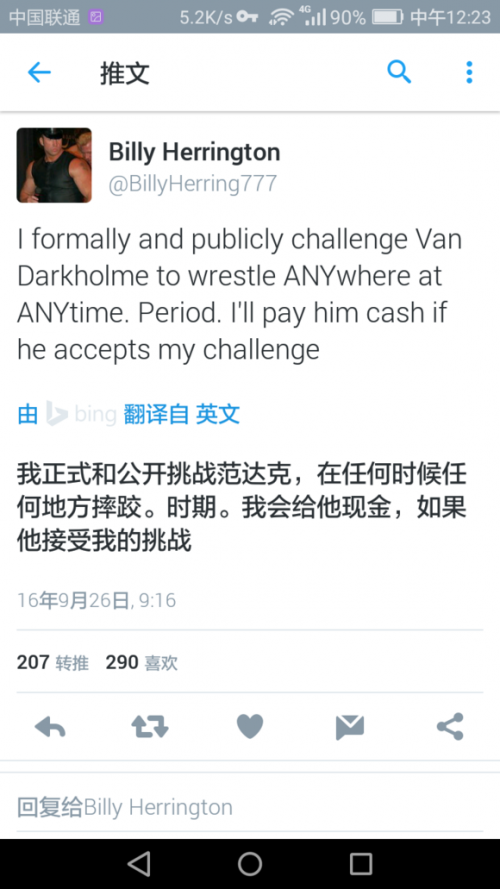 中国联通 5.2K/s 4G 90% 中午12:23
推文
Billy Herrington
@BillyHerring777
I formally and publicly challenge Van
Darkholme to wrestle ANYwhere at
ANYtime. Period. I'll pay him cash if
he accepts my challenge
由 bing 翻译自 英文
我正式和公开挑战范达克，在任何时候任
何地方摔跤。时期。我会给他现金，如果
他接受我的挑战
16年9月26日, 9:16
207 转推 290 喜欢
回复给Billy Herrington